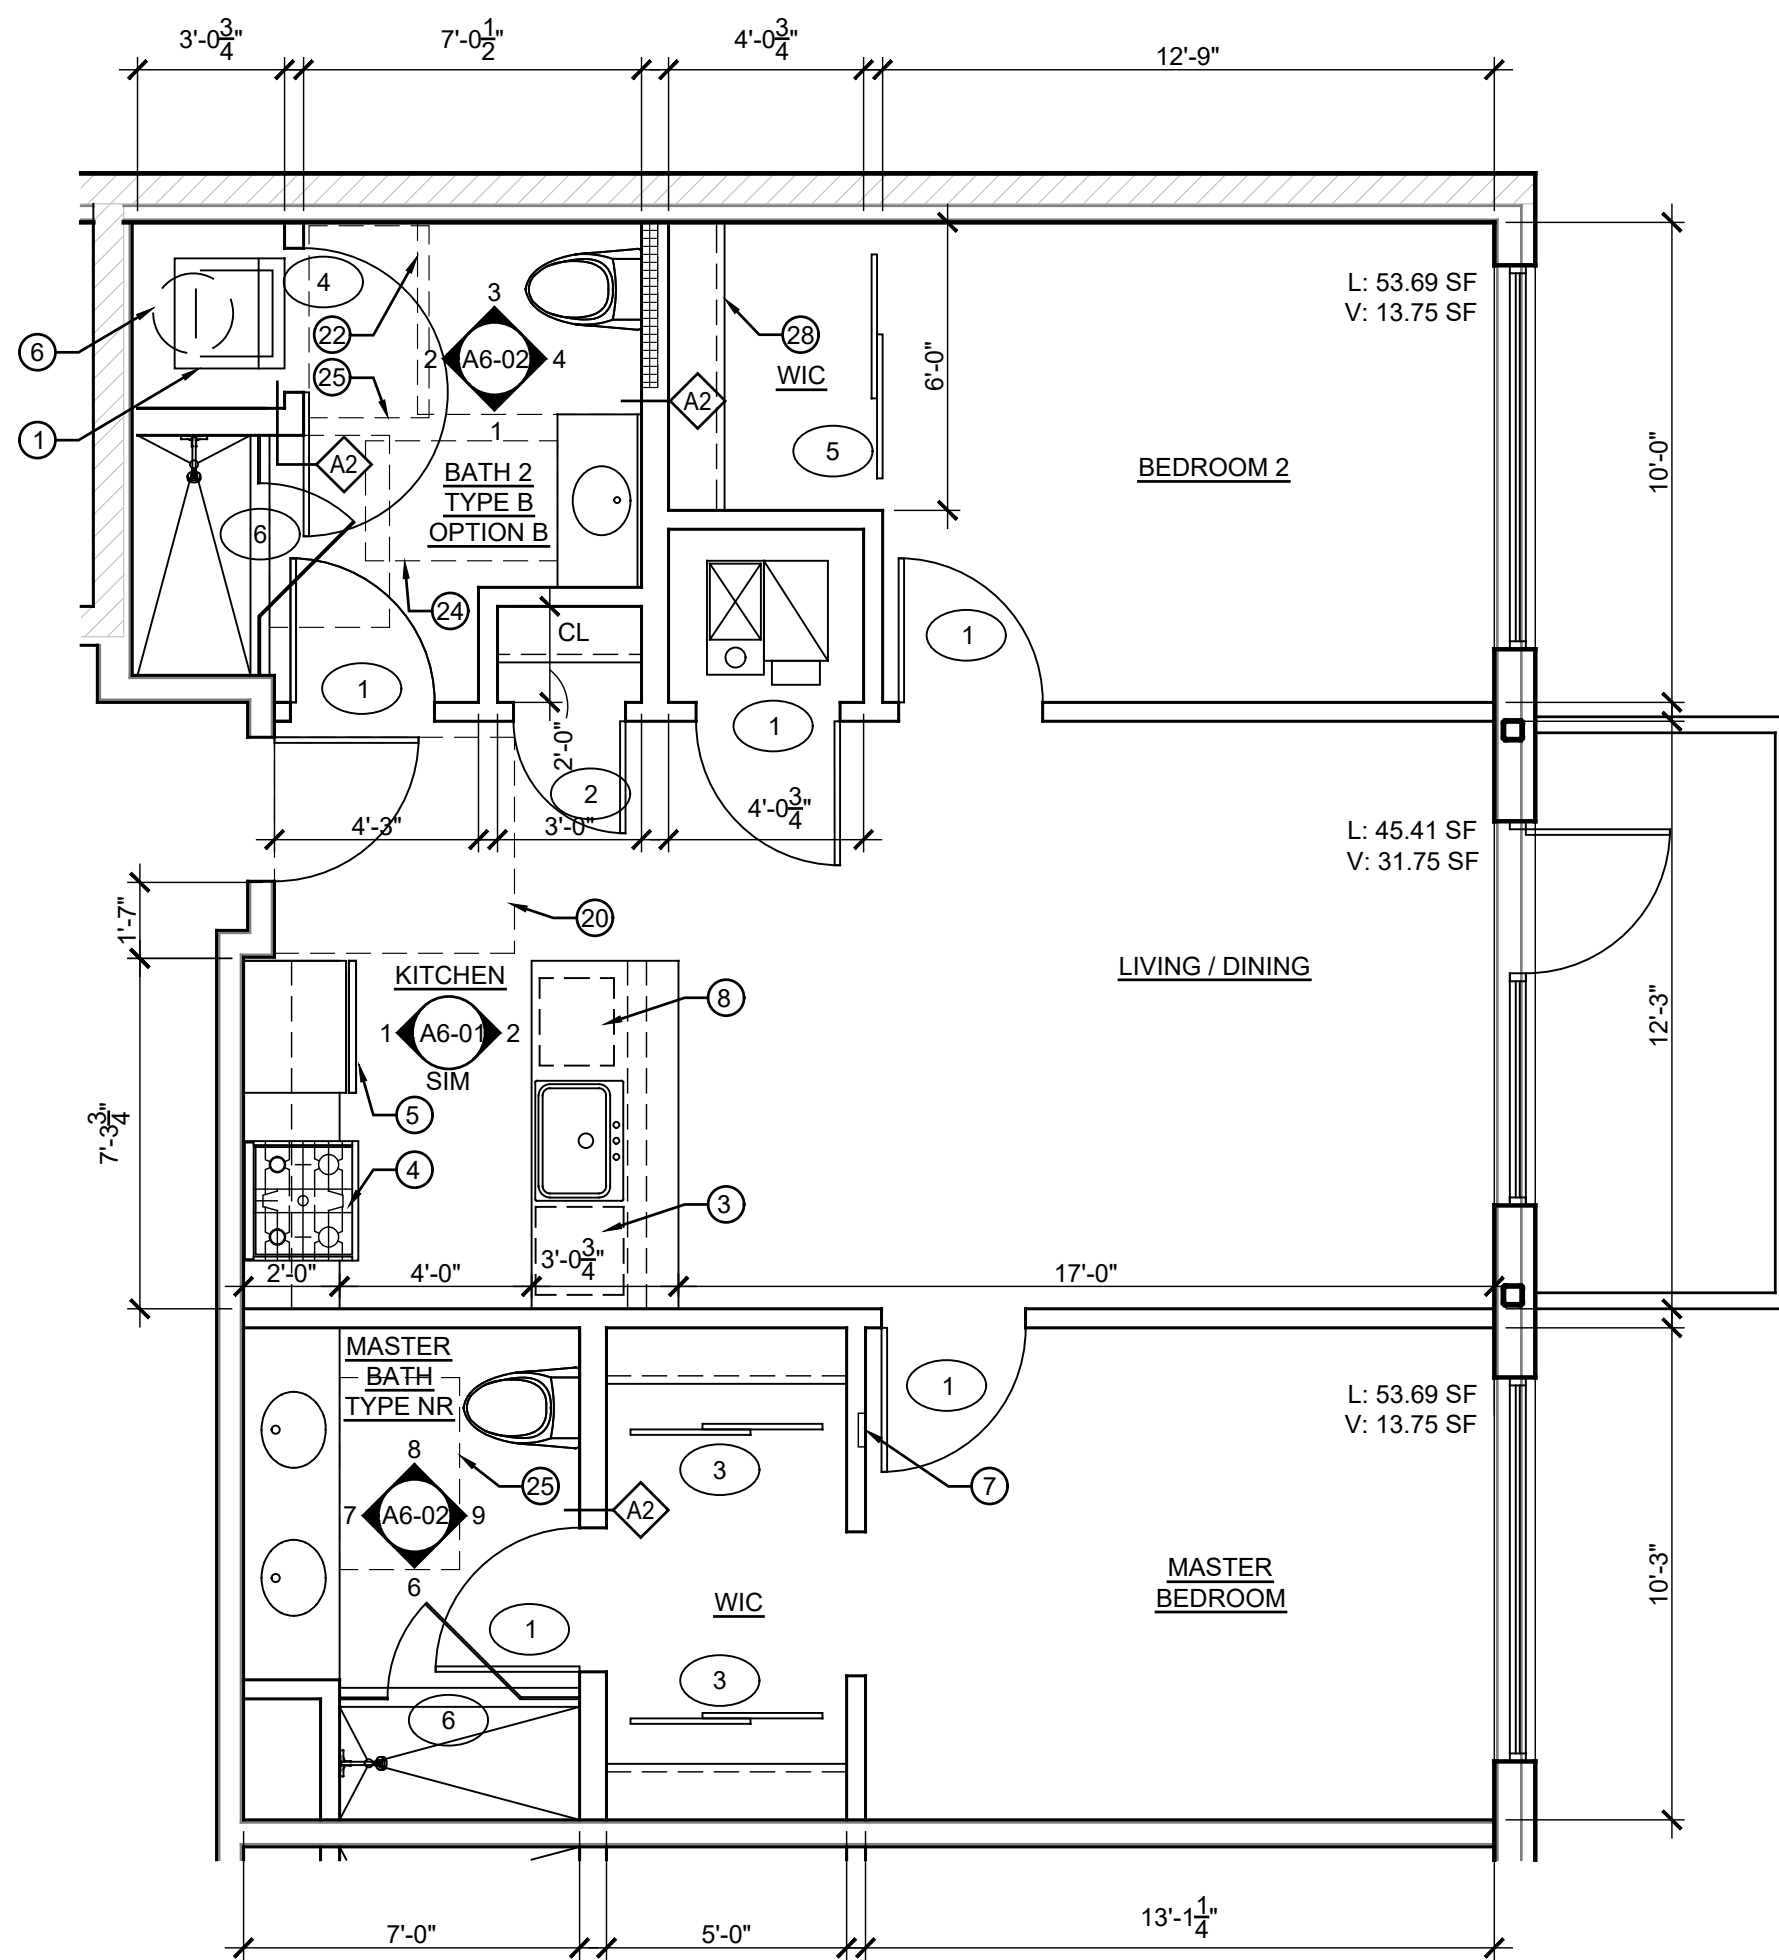 3'-0 3/4" 7'-0 1/2" 4'-0 3/4" 12'-9"
L: 53.69 SF
V: 13.75 SF
4
6
22
3
2 A6-02 4
1
28
WIC
6'-0"
25
1
A2
A2
5
BATH 2
TYPE B
OPTION B
BEDROOM 2
10'-0"
6
24
CL
1
1
1
2'-0"
2
4'-3" 3'-0" 4'-0 3/4"
L: 45.41 SF
V: 31.75 SF
1'-7"
20
KITCHEN
LIVING / DINING
8
1 A6-01 2
SIM
12'-3"
5
7'-3 3/4"
4
3
2'-0" 4'-0" 3'-0 3/4" 17'-0"
MASTER
BATH
TYPE NR
1
L: 53.69 SF
V: 13.75 SF
8
7 A6-02 9
6
25
3
7
A2
MASTER
BEDROOM
10'-3"
WIC
1
3
6
7'-0" 5'-0" 13'-1 1/4"